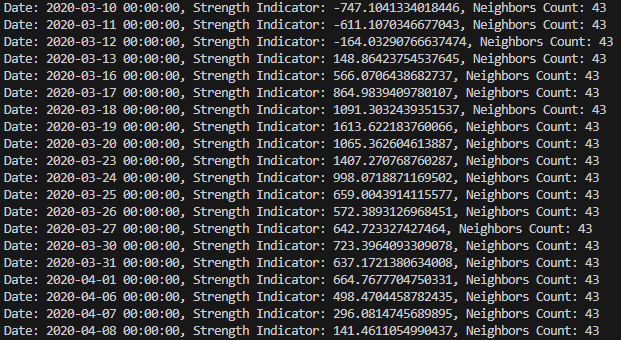 Date: 2020-03-10 00:00:00, Strength Indicator: -747.1041334018446, Neighbors Count: 43
Date: 2020-03-11 00:00:00, Strength Indicator: -611.1070346677043, Neighbors Count: 43
Date: 2020-03-12 00:00:00, Strength Indicator: -164.03290766637474, Neighbors Count: 43
Date: 2020-03-13 00:00:00, Strength Indicator: 148.86423754537645, Neighbors Count: 43
Date: 2020-03-16 00:00:00, Strength Indicator: 566.0706438682737, Neighbors Count: 43
Date: 2020-03-17 00:00:00, Strength Indicator: 864.9839409780107, Neighbors Count: 43
Date: 2020-03-18 00:00:00, Strength Indicator: 1091.3032439351537, Neighbors Count: 43
Date: 2020-03-19 00:00:00, Strength Indicator: 1613.622183760066, Neighbors Count: 43
Date: 2020-03-20 00:00:00, Strength Indicator: 1065.362604613887, Neighbors Count: 43
Date: 2020-03-23 00:00:00, Strength Indicator: 1407.270768760287, Neighbors Count: 43
Date: 2020-03-24 00:00:00, Strength Indicator: 998.0718871169502, Neighbors Count: 43
Date: 2020-03-25 00:00:00, Strength Indicator: 659.0043914115577, Neighbors Count: 43
Date: 2020-03-26 00:00:00, Strength Indicator: 572.3893126968451, Neighbors Count: 43
Date: 2020-03-27 00:00:00, Strength Indicator: 642.723327427464, Neighbors Count: 43
Date: 2020-03-30 00:00:00, Strength Indicator: 723.3964093309078, Neighbors Count: 43
Date: 2020-03-31 00:00:00, Strength Indicator: 637.1721380634008, Neighbors Count: 43
Date: 2020-04-01 00:00:00, Strength Indicator: 664.7677704750331, Neighbors Count: 43
Date: 2020-04-06 00:00:00, Strength Indicator: 498.4704458782435, Neighbors Count: 43
Date: 2020-04-07 00:00:00, Strength Indicator: 296.0814745689895, Neighbors Count: 43
Date: 2020-04-08 00:00:00, Strength Indicator: 141.4611054990437, Neighbors Count: 43